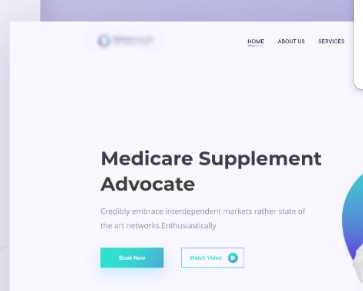 HOME ABOUT US SERVICES
Medicare Supplement
Advocate
Credibly embrace interdependent markets rather state of
the art networks.Enthusiastically
Book Now Watch Video